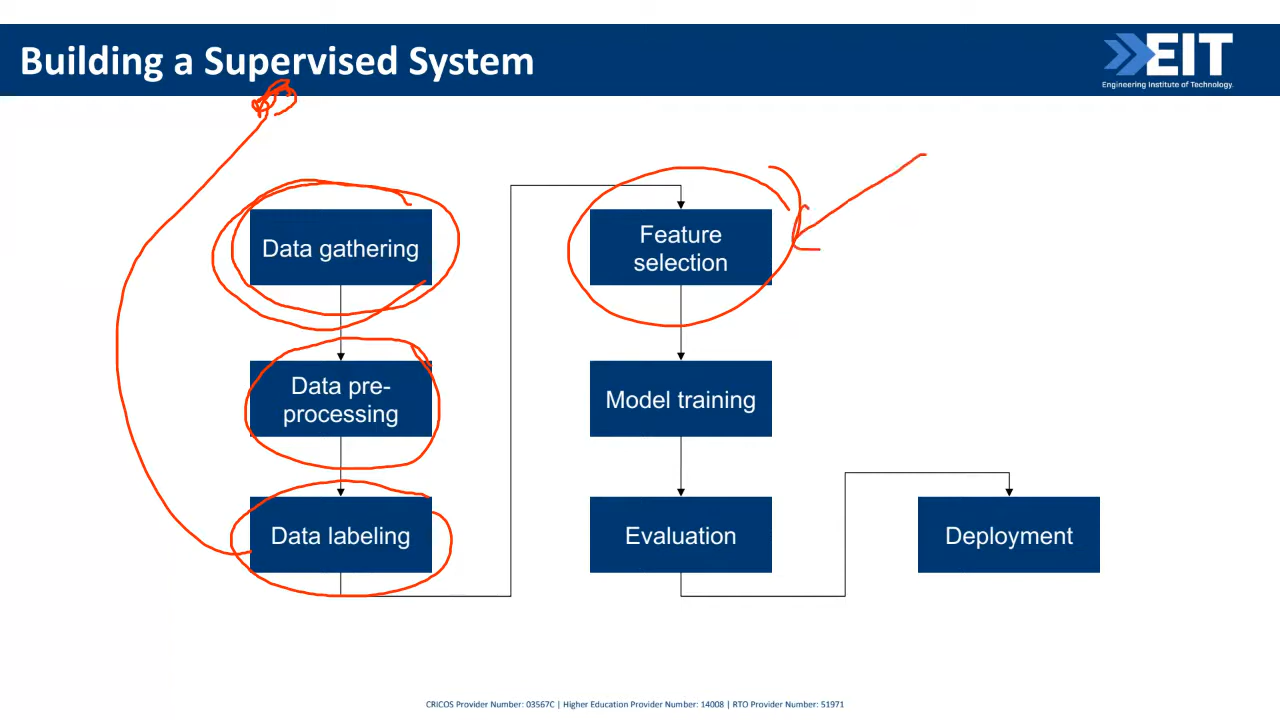 Building a Supervised System
EIT
Engineering Institute of Technology.
Data gathering
Data pre-
processing
Data labeling
Feature
selection
Model training
Evaluation
Deployment
CRICOS Provider Number: 03567C | Higher Education Provider Number: 14008 | RTO Provider Number: 51971